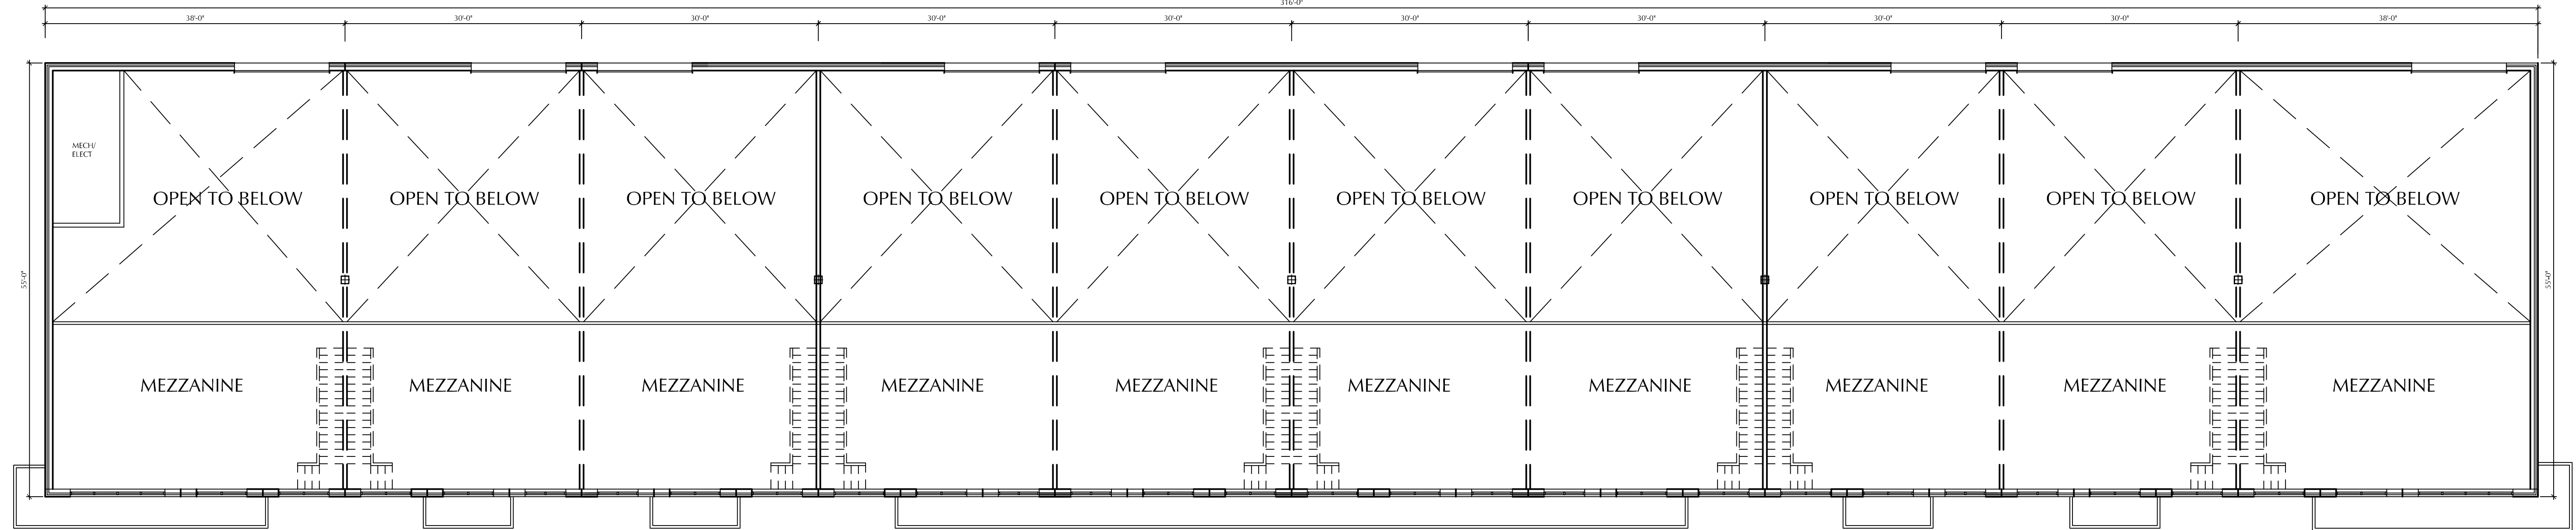 316'-0"
38'-0"
30'-0"
30'-0"
30'-0"
30'-0"
30'-0"
30'-0"
30'-0"
30'-0"
38'-0"
MECH/
ELECT
OPEN TO BELOW
OPEN TO BELOW
OPEN TO BELOW
OPEN TO BELOW
OPEN TO BELOW
OPEN TO BELOW
OPEN TO BELOW
OPEN TO BELOW
OPEN TO BELOW
OPEN TO BELOW
55'-0"
55'-0"
MEZZANINE
MEZZANINE
MEZZANINE
MEZZANINE
MEZZANINE
MEZZANINE
MEZZANINE
MEZZANINE
MEZZANINE
MEZZANINE